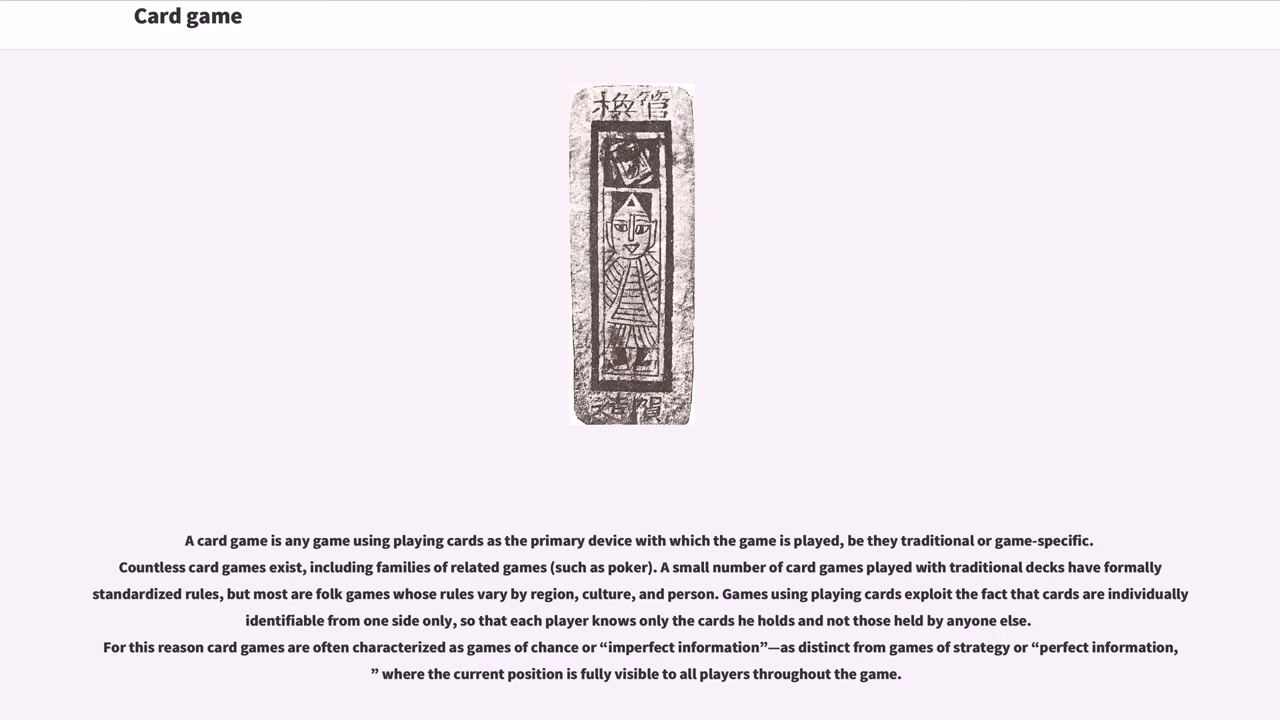 Card game
管換
A card game is any game using playing cards as the primary device with which the game is played, be they traditional or game-specific.
Countless card games exist, including families of related games (such as poker). A small number of card games played with traditional decks have formally
standardized rules, but most are folk games whose rules vary by region, culture, and person. Games using playing cards exploit the fact that cards are individually
identifiable from one side only, so that each player knows only the cards he holds and not those held by anyone else.
For this reason card games are often characterized as games of chance or “imperfect information”—as distinct from games of strategy or “perfect information,
” where the current position is fully visible to all players throughout the game.